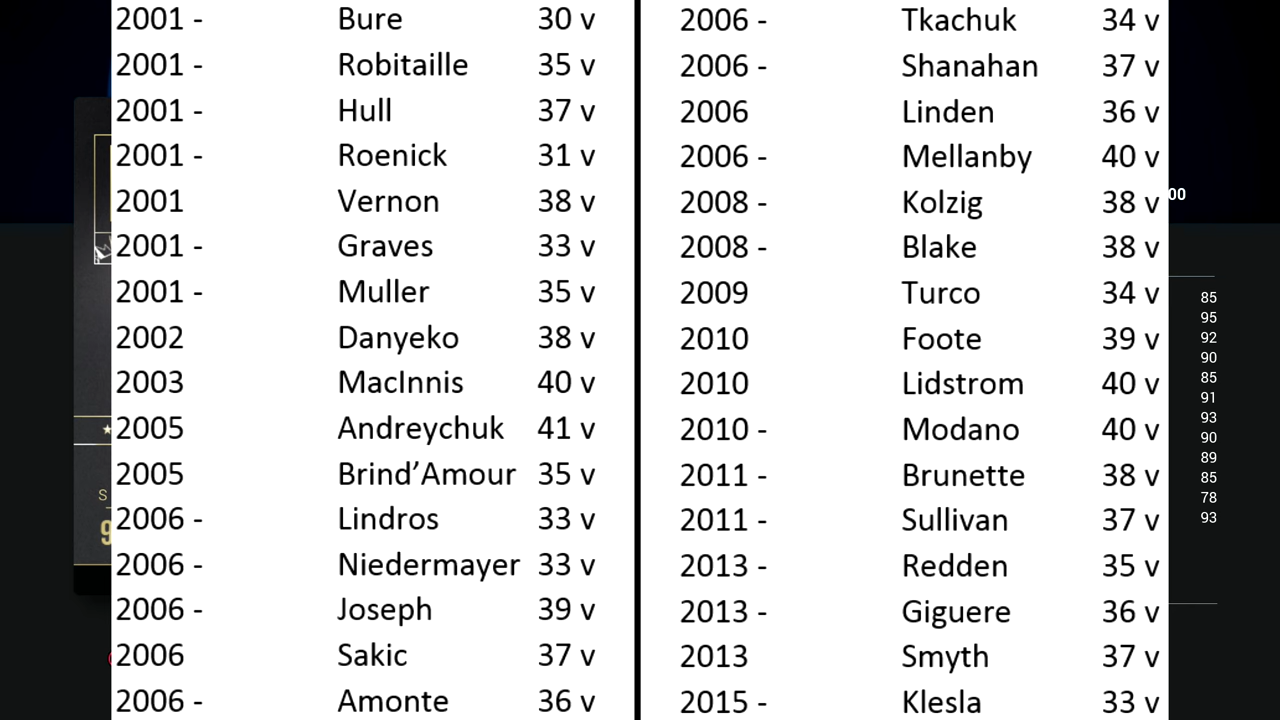 2001 - Bure 30 v
2001 - Robitaille 35 v
2001 - Hull 37 v
2001 - Roenick 31 v
2001 Vernon 38 v
2001 - Graves 33 v
2001 - Muller 35 v
2002 Danyeko 38 v
2003 MacInnis 40 v
2005 Andreychuk 41 v
2005 Brind’Amour 35 v
2006 - Lindros 33 v
2006 - Niedermayer 33 v
2006 - Joseph 39 v
2006 Sakic 37 v
2006 - Amonte 36 v
2006 - Tkachuk 34 v
2006 - Shanahan 37 v
2006 Linden 36 v
2006 - Mellanby 40 v
2008 - Kolzig 38 v
2008 - Blake 38 v
2009 Turco 34 v
2010 Foote 39 v
2010 Lidstrom 40 v
2010 - Modano 40 v
2011 - Brunette 38 v
2011 - Sullivan 37 v
2013 - Redden 35 v
2013 - Giguere 36 v
2013 Smyth 37 v
2015 - Klesla 33 v
S
9
00
85
95
92
90
85
91
93
90
89
85
78
93